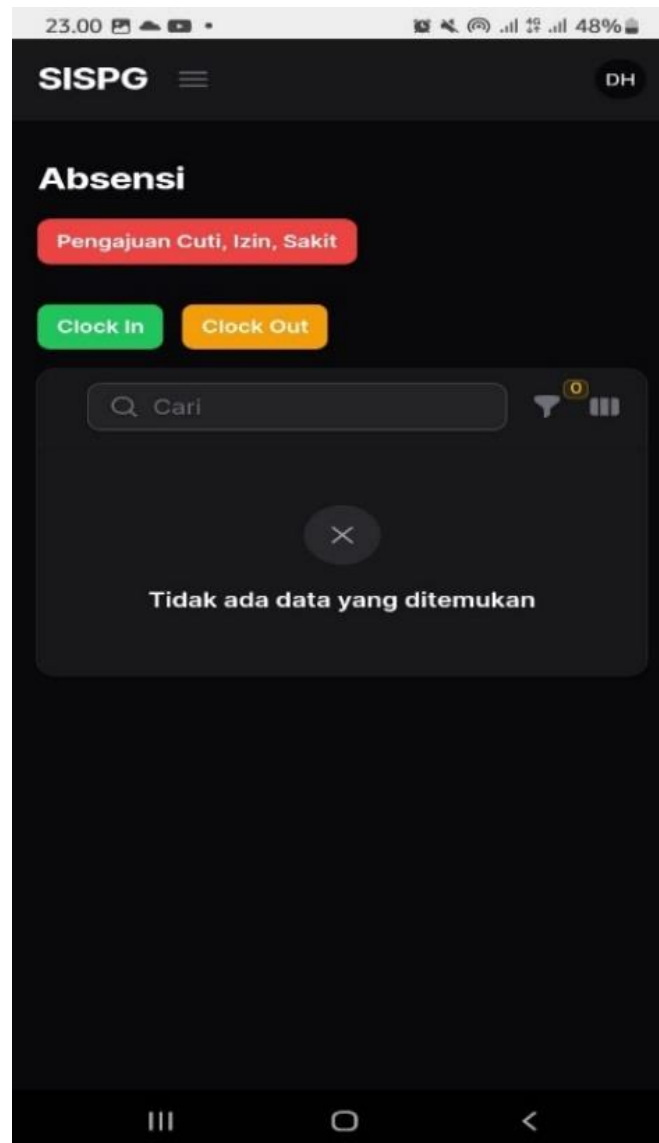 23.00 48%
SISPG DH
Absensi
Pengajuan Cuti, Izin, Sakit
Clock In Clock Out
Cari 0
Tidak ada data yang ditemukan